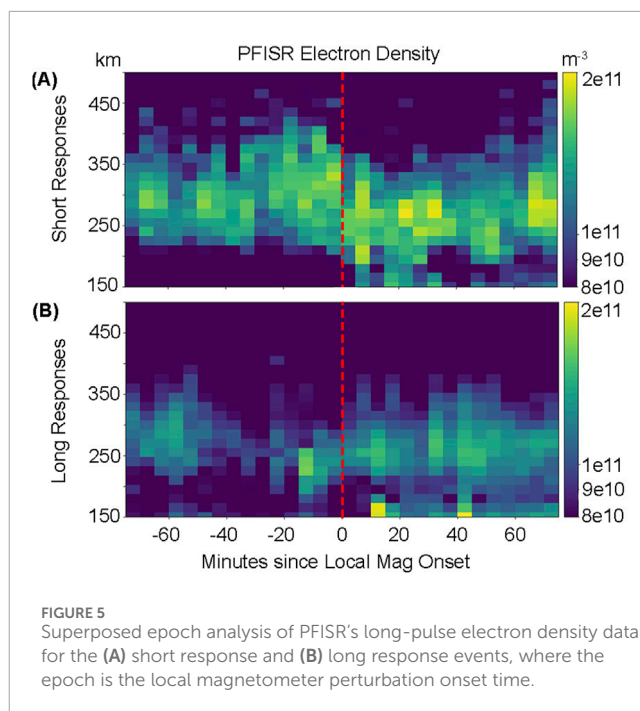 PFISR Electron Density
km
m-3
(A)
2e11
450
350
250
150
Short Responses
1e11
9e10
8e10
(B)
2e11
450
350
250
150
Long Responses
1e11
9e10
8e10
-60 -40 -20 0 20 40 60
Minutes since Local Mag Onset
FIGURE 5
Superposed epoch analysis of PFISR’s long-pulse electron density data
for the (A) short response and (B) long response events, where the
epoch is the local magnetometer perturbation onset time.